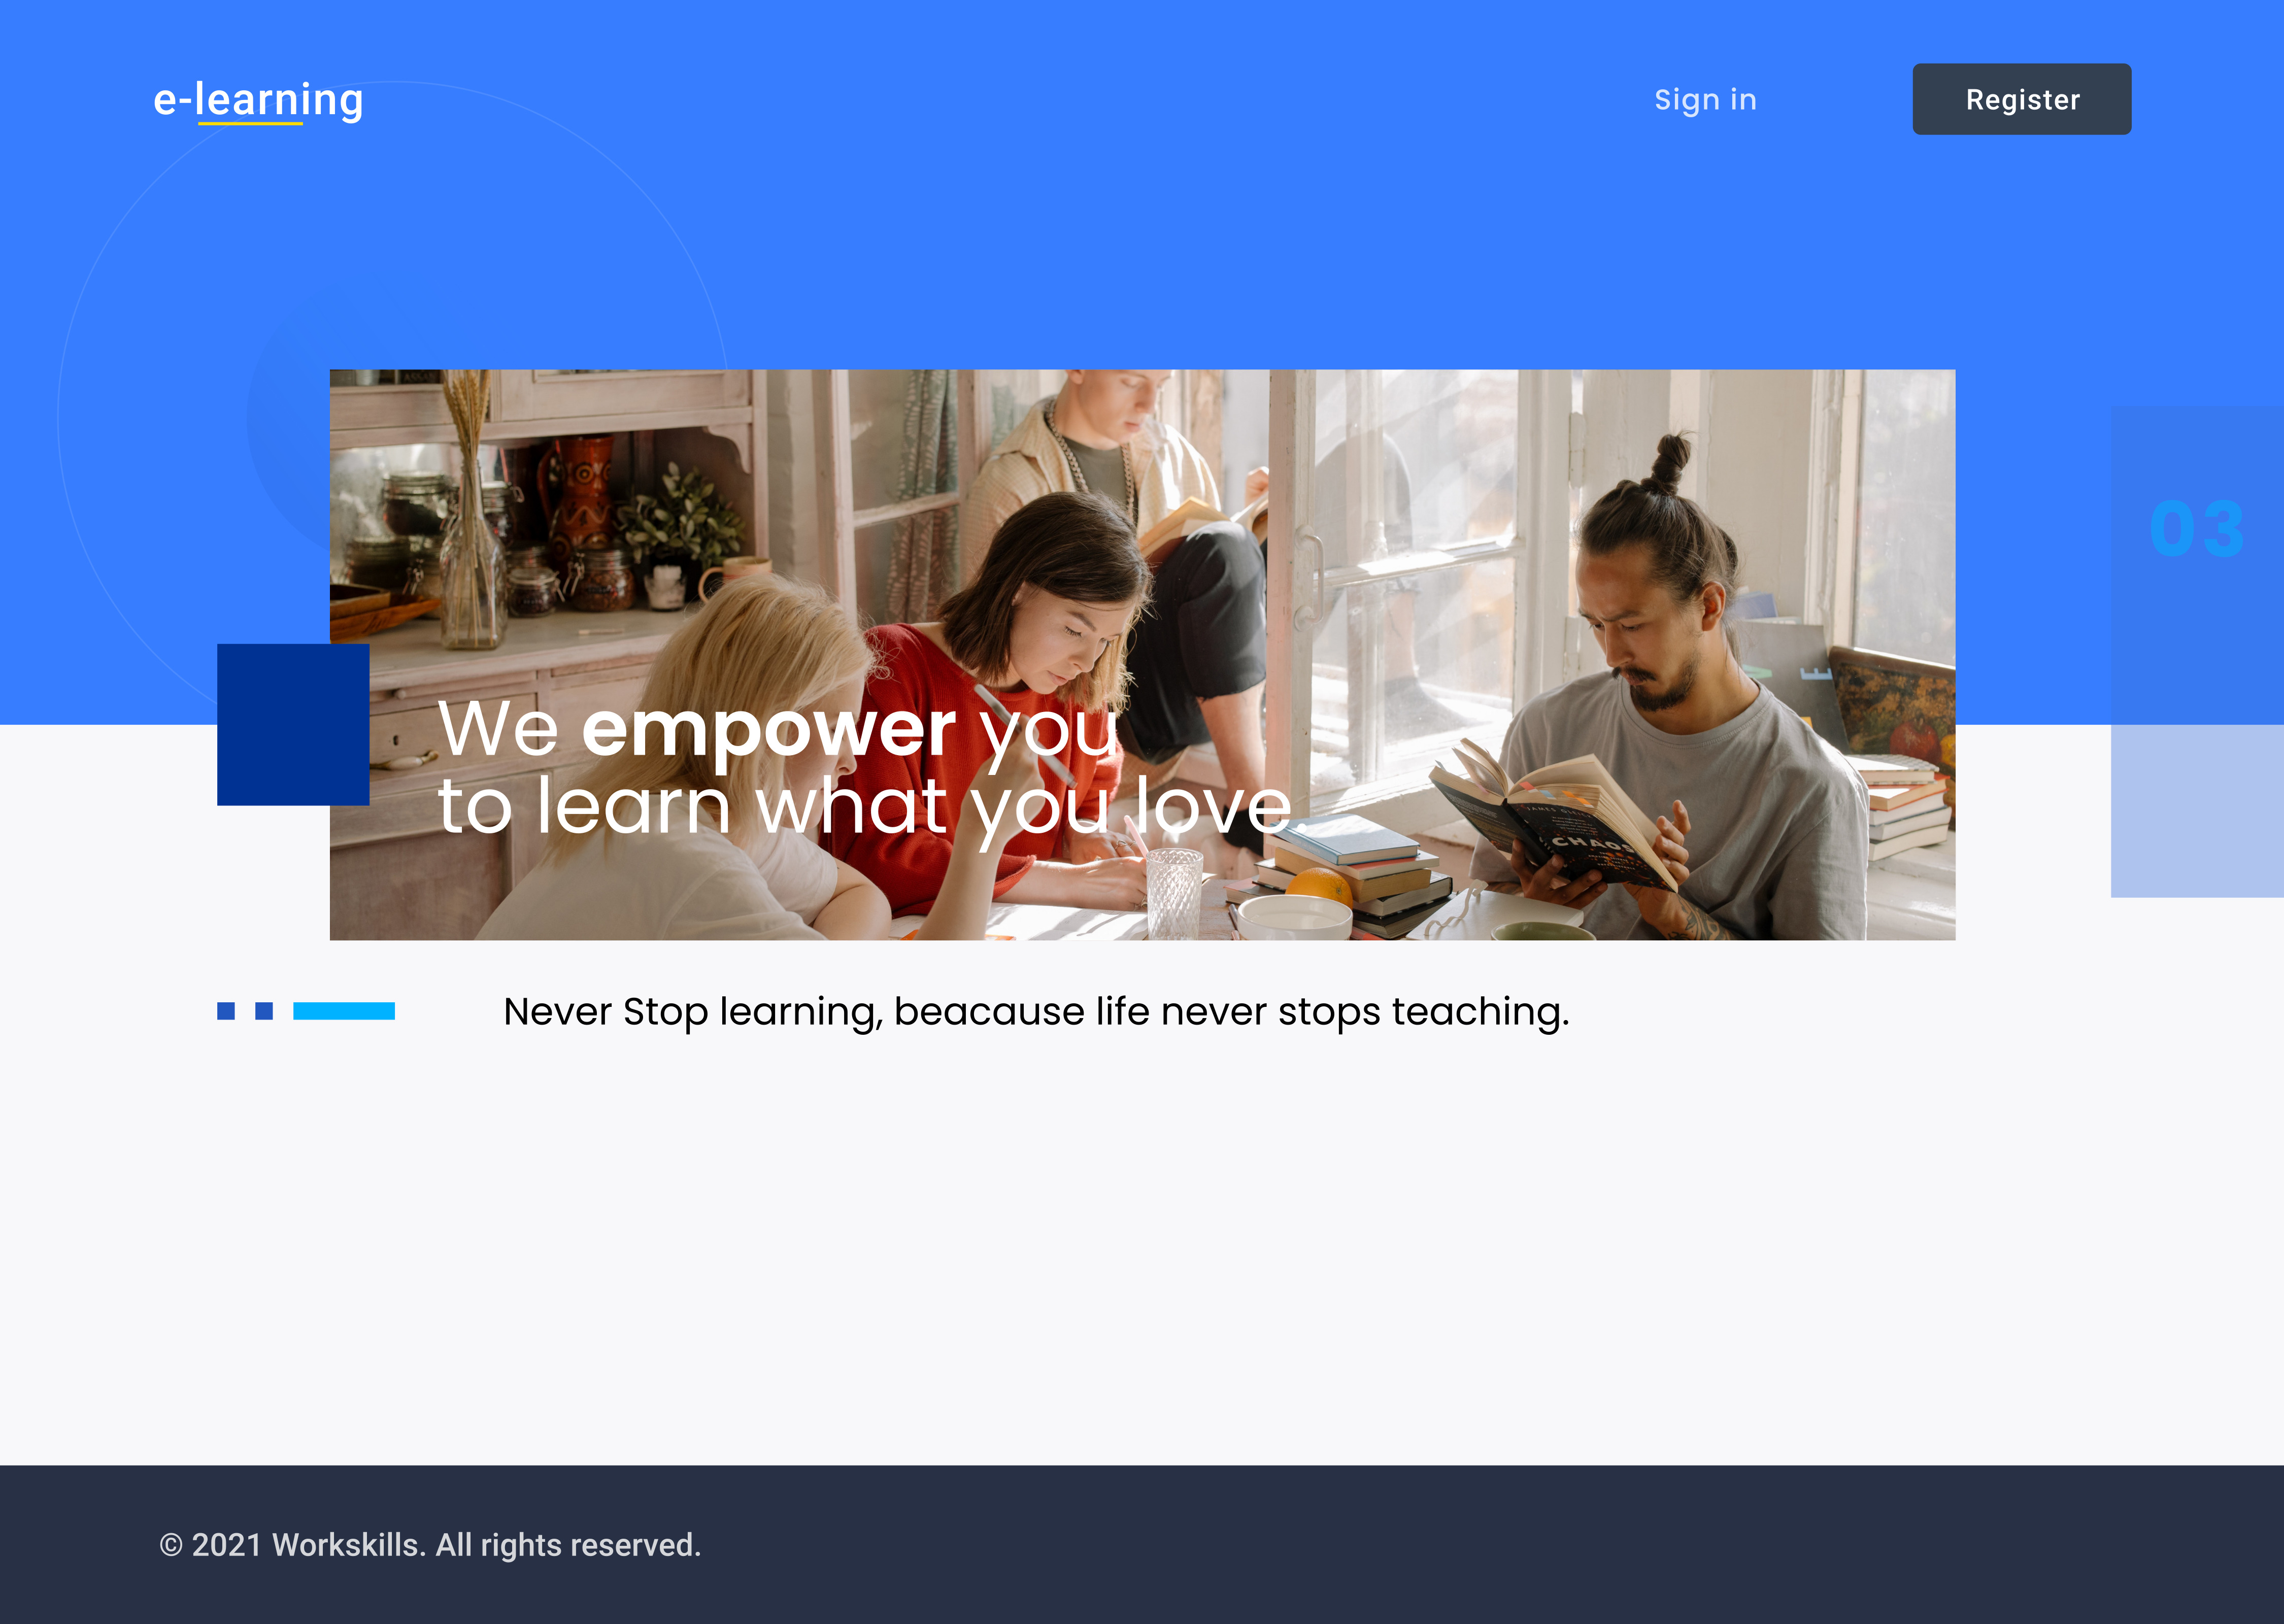 e-learning
Sign in
Register
03
We empower you
to learn what you love.
JAMES
CHAOS
Never Stop learning, beacause life never stops teaching.
© 2021 Workskills. All rights reserved.